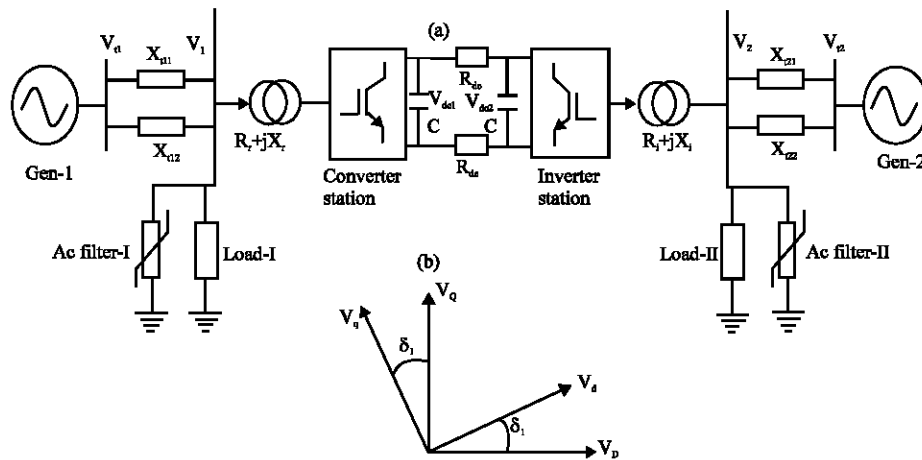 (a)
V_t1
X_t11
V_1
X_t12
Gen-1
R_r+jX_r
Converter
station
R_dc
V_dc1
V_dc2
C
C
R_dc
Inverter
station
R_i+jX_i
V_2
X_t21
V_t2
X_t22
Gen-2
Ac filter-I
Load-I
Load-II
Ac filter-II
(b)
V_Q
V_q
δ_1
V_d
δ_1
V_D